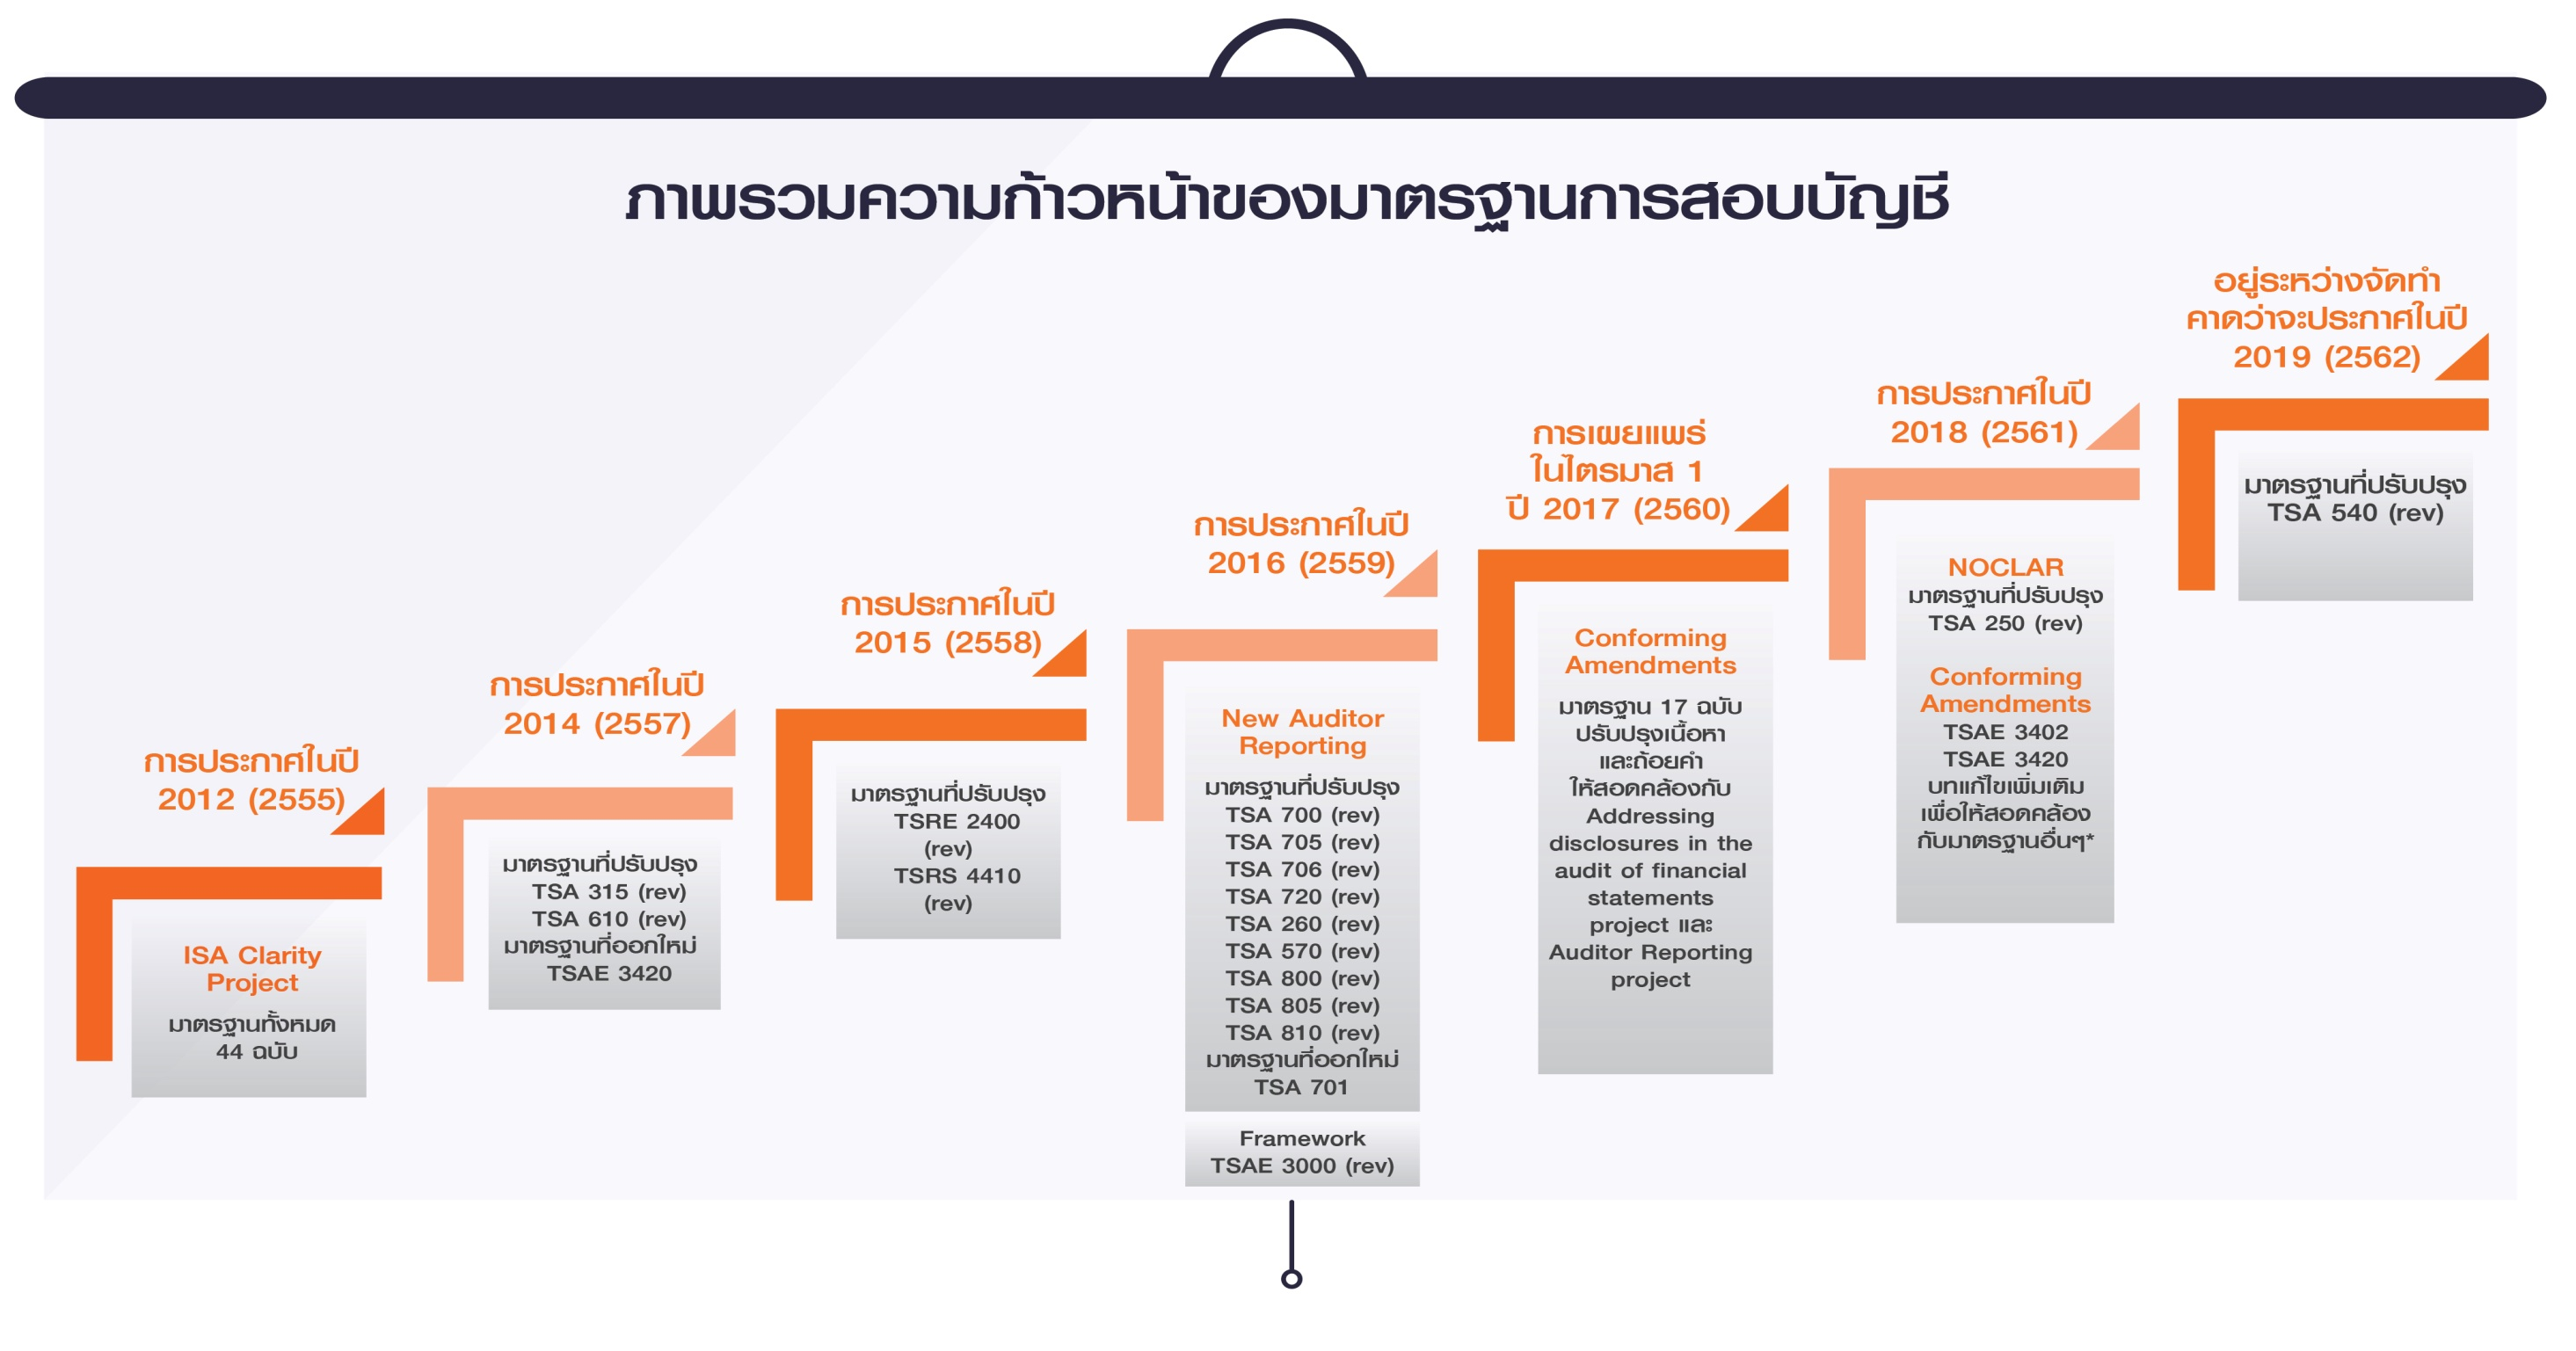 ภาพรวมความก้าวหน้าของมาตรฐานการสอบบัญชี
การประกาศในปี
2012 (2555)
ISA Clarity
Project
มาตรฐานทั้งหมด
44 ฉบับ
การประกาศในปี
2014 (2557)
มาตรฐานที่ปรับปรุง
TSA 315 (rev)
TSA 610 (rev)
มาตรฐานที่ออกใหม่
TSAE 3420
การประกาศในปี
2015 (2558)
มาตรฐานที่ปรับปรุง
TSRE 2400
(rev)
TSRS 4410
(rev)
การประกาศในปี
2016 (2559)
New Auditor
Reporting
มาตรฐานที่ปรับปรุง
TSA 700 (rev)
TSA 705 (rev)
TSA 706 (rev)
TSA 720 (rev)
TSA 260 (rev)
TSA 570 (rev)
TSA 800 (rev)
TSA 805 (rev)
TSA 810 (rev)
มาตรฐานที่ออกใหม่
TSA 701
Framework
TSAE 3000 (rev)
การเผยแพร่
ในไตรมาส 1
ปี 2017 (2560)
Conforming
Amendments
มาตรฐาน 17 ฉบับ
ปรับปรุงเนื้อหา
และถ้อยคำ
ให้สอดคล้องกับ
Addressing
disclosures in the
audit of financial
statements
project และ
Auditor Reporting
project
การประกาศในปี
2018 (2561)
NOCLAR
มาตรฐานที่ปรับปรุง
TSA 250 (rev)
Conforming
Amendments
TSAE 3402
TSAE 3420
บทแก้ไขเพิ่มเติม
เพื่อให้สอดคล้อง
กับมาตรฐานอื่นๆ*
อยู่ระหว่างจัดทำ
คาดว่าจะประกาศในปี
2019 (2562)
มาตรฐานที่ปรับปรุง
TSA 540 (rev)